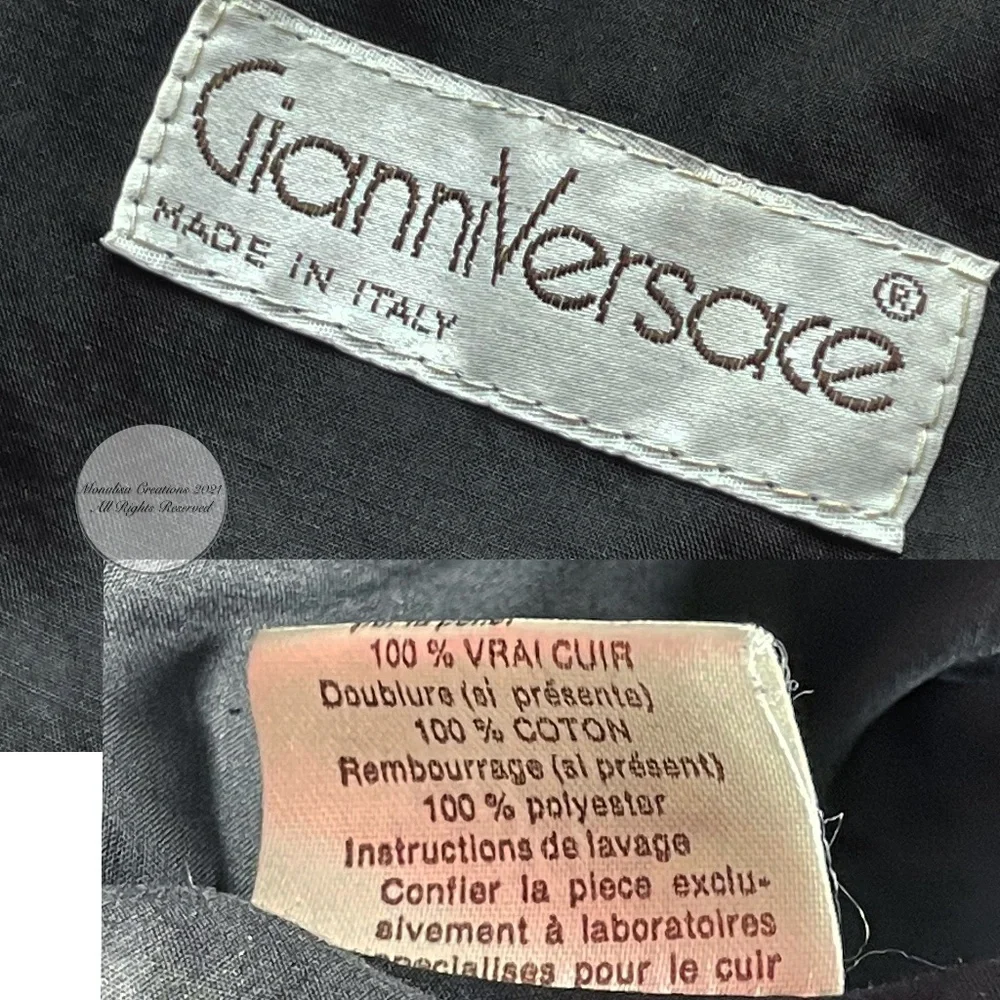 GianniVersace ®
MADE IN ITALY
Monalisa Creations 2021
All Rights Reserved
100 % VRAI CUIR
Doublure (si présente)
100 % COTON
Rembourrage (si présent)
100 % polyester
Instructions de lavage
Confier la piece exclu-
sivement à laboratoires
specialises pour le cuir